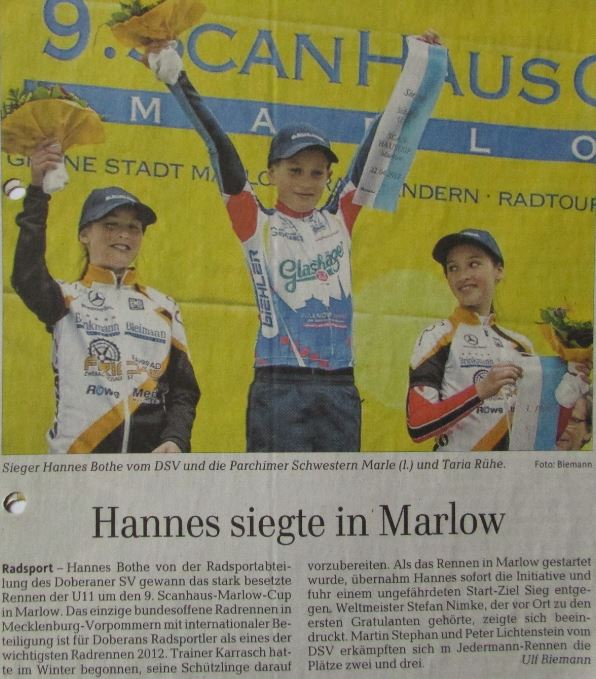 9. SCANHAUS C
MARLO
GRÜNE STADT MARLO ANDERN · RADTOUR
Glashäger
BIEHLER
Brinkmann Bielmann
ROWE
ROWE
Sieger Hannes Bothe vom DSV und die Parchimer Schwestern Marle (l.) und Taria Rühe.
Foto: Biemann
Hannes siegte in Marlow
Radsport – Hannes Bothe von der Radsportabtei-
lung des Doberaner SV gewann das stark besetzte
Rennen der U11 um den 9. Scanhaus-Marlow-Cup
in Marlow. Das einzige bundesoffene Radrennen in
Mecklenburg-Vorpommern mit internationaler Be-
teiligung ist für Doberans Radsportler als eines der
wichtigsten Radrennen 2012. Trainer Karrasch hat-
te im Winter begonnen, seine Schützlinge darauf
vorzubereiten. Als das Rennen in Marlow gestartet
wurde, übernahm Hannes sofort die Initiative und
fuhr einem ungefährdeten Start-Ziel Sieg entge-
gen. Weltmeister Stefan Nimke, der vor Ort zu den
ersten Gratulanten gehörte, zeigte sich beein-
druckt. Martin Stephan und Peter Lichtenstein vom
DSV erkämpften sich m Jedermann-Rennen die
Plätze zwei und drei.
Ulf Biemann